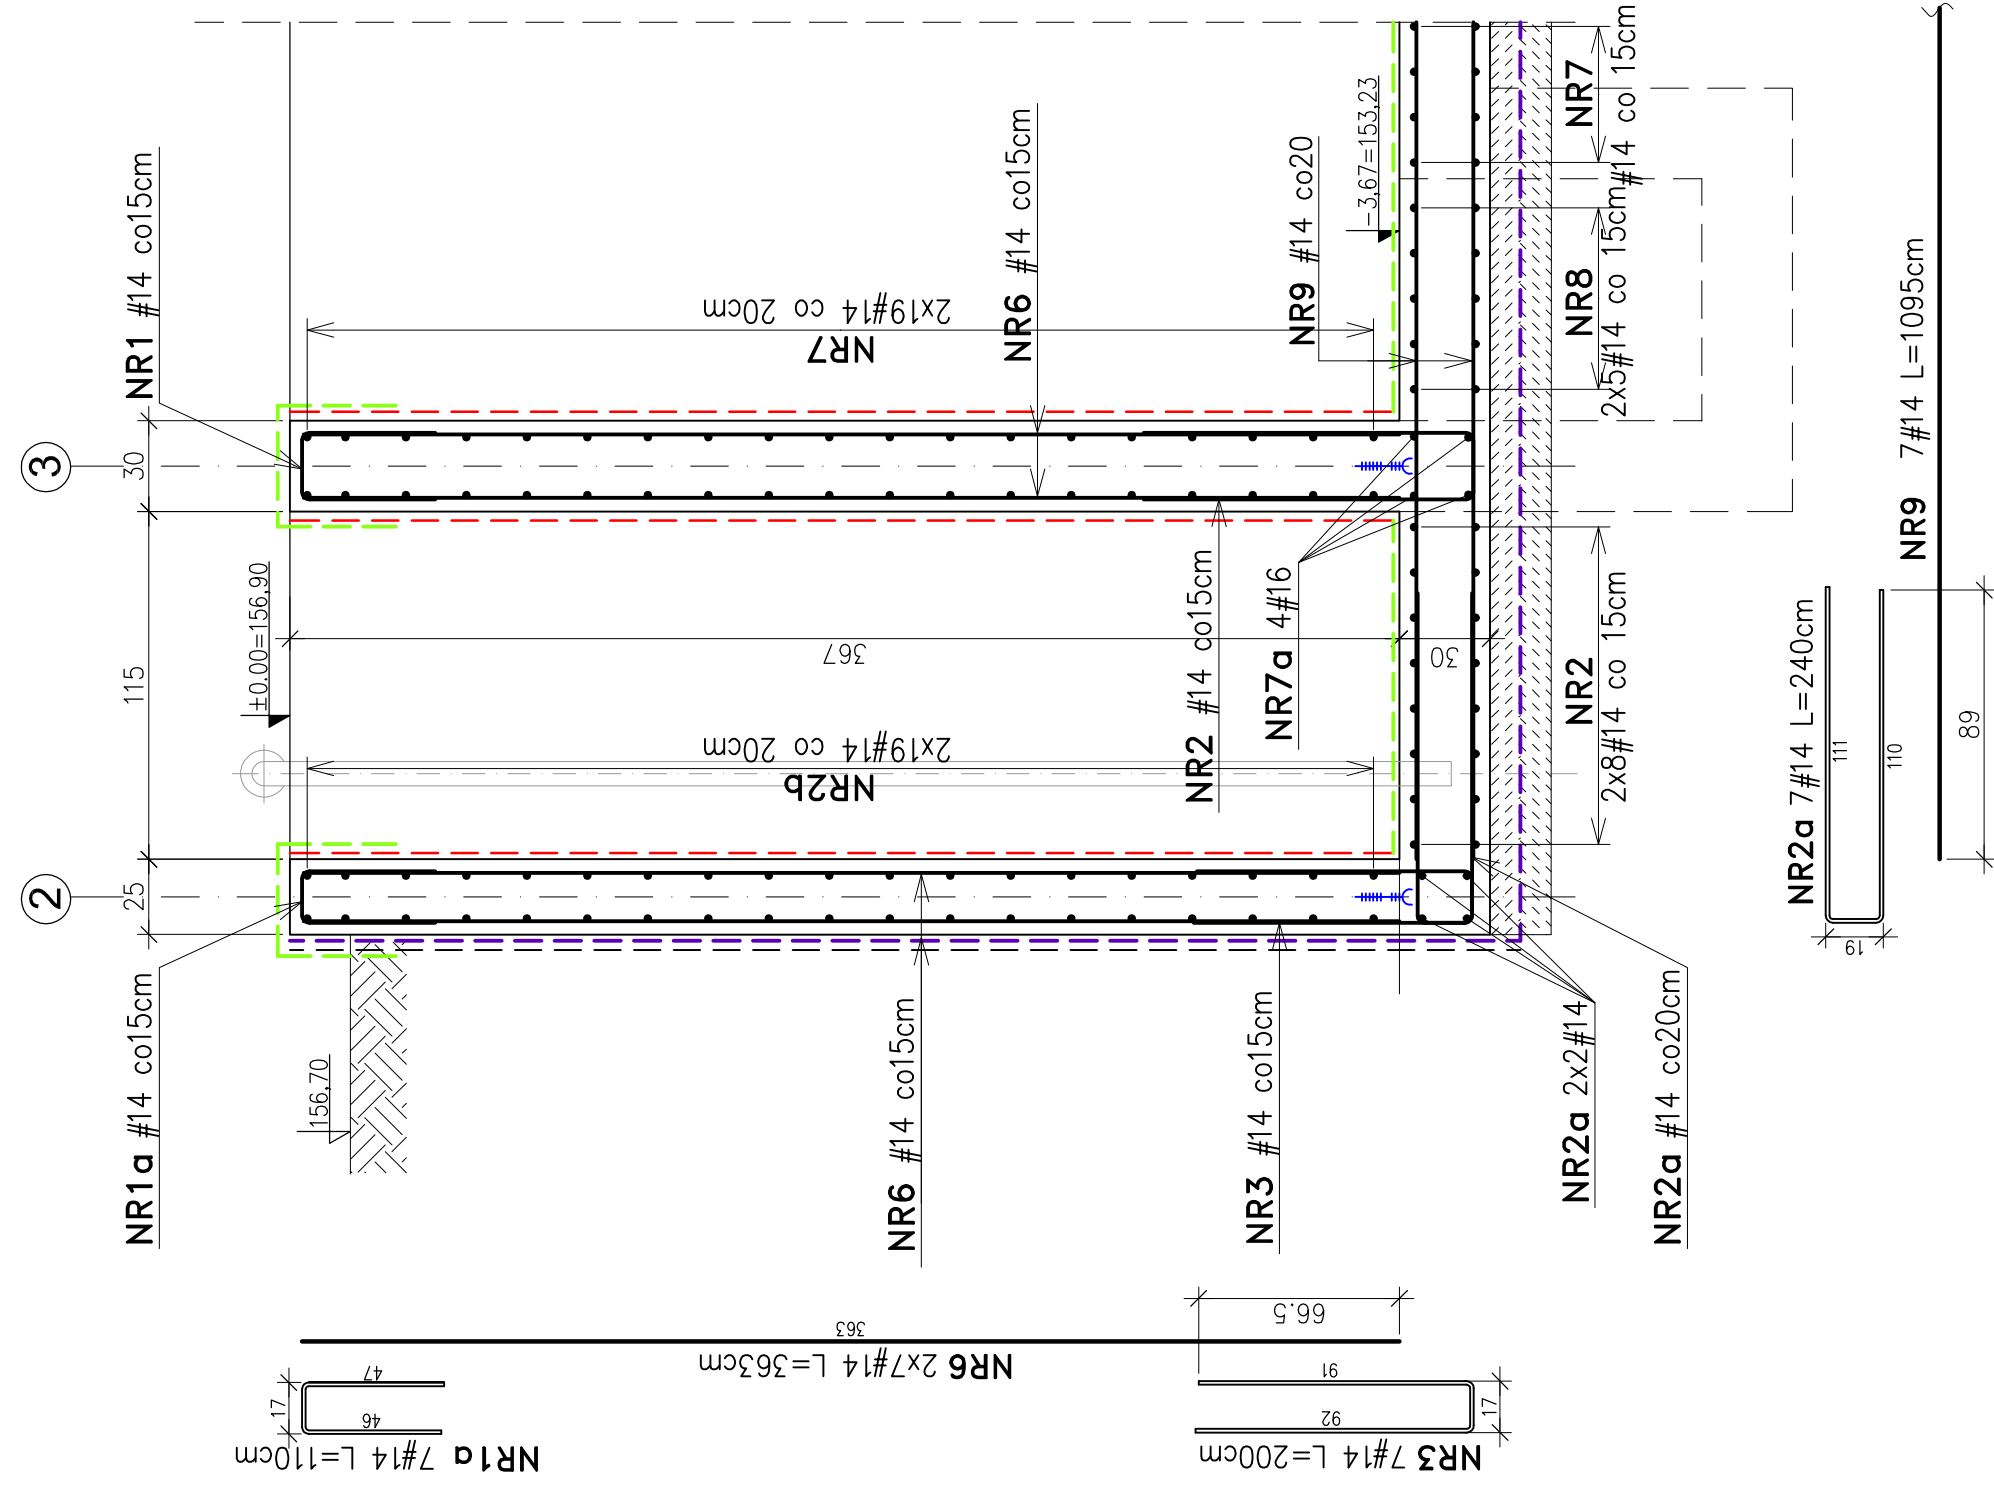 3
2
30
115
25
NR1 #14 co15cm
±0.00=156,90
NR1a #14 co15cm
156,70
2x19#14 co 20cm
NR7
2x19#14 co 20cm
NR2b
367
30
NR6 #14 co15cm
NR6 #14 co15cm
NR2 #14 co15cm
NR7a 4#16
NR9 #14 co20
-3,67=153,23
NR3 #14 co15cm
NR7
#14 co 15cm
NR8
2x5#14 co 15cm
NR2
2x8#14 co 15cm
NR2a 2x2#14
NR2a #14 co20cm
NR2a 7#14 L=240cm
111
110
19
89
NR9 7#14 L=1095cm
363
NR6 2x7#14 L=363cm
66.5
47
46
17
NR1a 7#14 L=110cm
91
92
17
NR3 7#14 L=200cm